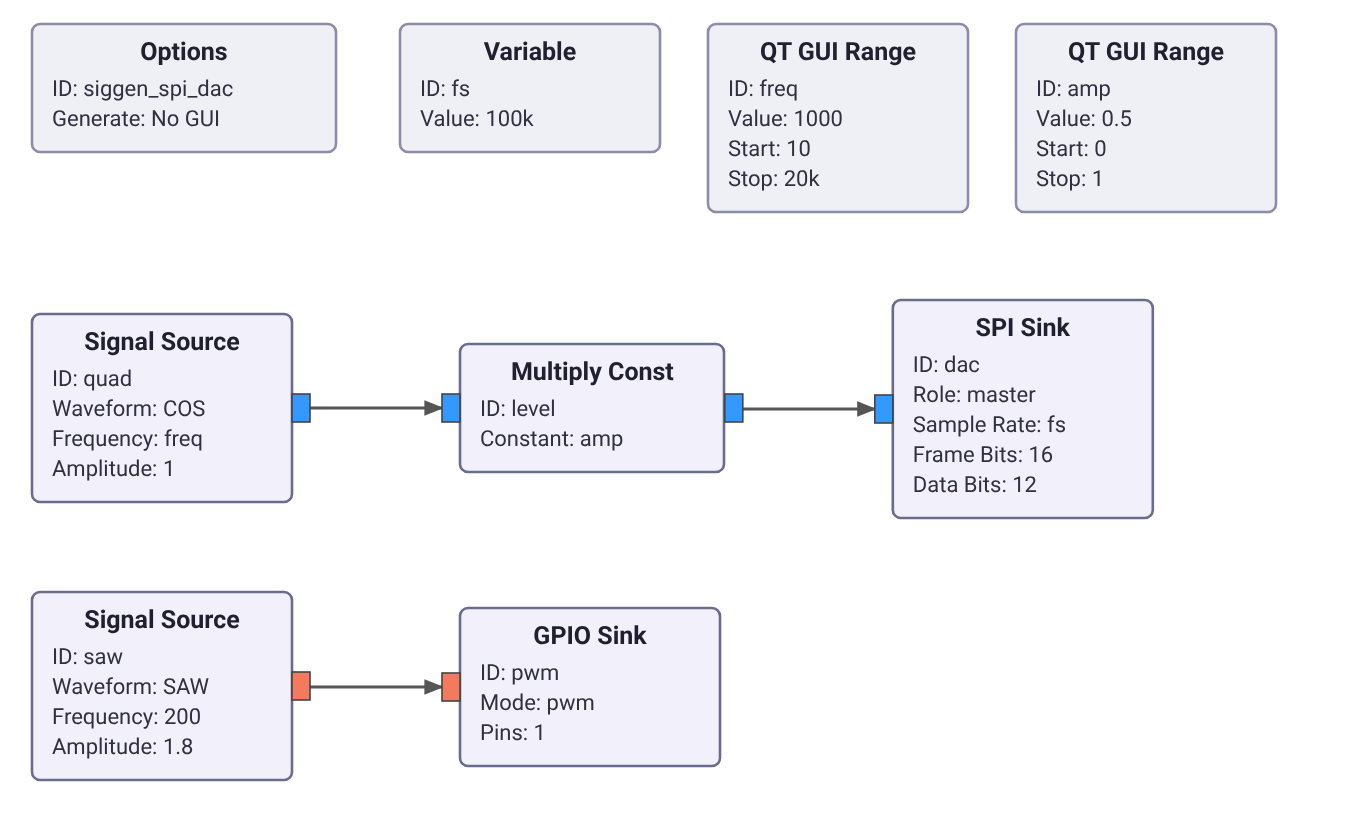 Options
ID: siggen_spi_dac
Generate: No GUI
Variable
ID: fs
Value: 100k
QT GUI Range
ID: freq
Value: 1000
Start: 10
Stop: 20k
QT GUI Range
ID: amp
Value: 0.5
Start: 0
Stop: 1
Signal Source
ID: quad
Waveform: COS
Frequency: freq
Amplitude: 1
Multiply Const
ID: level
Constant: amp
SPI Sink
ID: dac
Role: master
Sample Rate: fs
Frame Bits: 16
Data Bits: 12
Signal Source
ID: saw
Waveform: SAW
Frequency: 200
Amplitude: 1.8
GPIO Sink
ID: pwm
Mode: pwm
Pins: 1